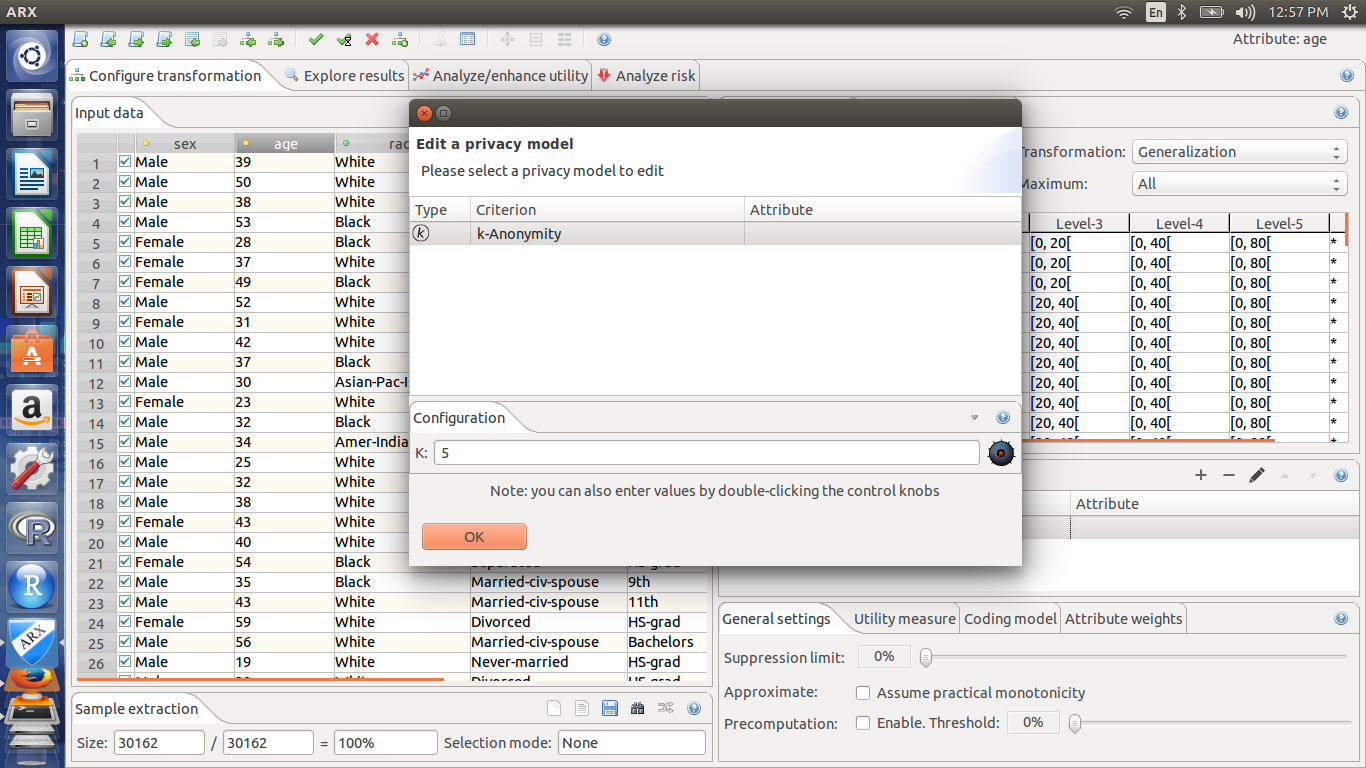 ARX
En
12:57 PM
Attribute: age
Configure transformation
Explore results
Analyze/enhance utility
Analyze risk
Input data
sex age rac
1 Male 39 White
2 Male 50 White
3 Male 38 White
4 Male 53 Black
5 Female 28 Black
6 Female 37 White
7 Female 49 Black
8 Male 52 White
9 Female 31 White
10 Male 42 White
11 Male 37 Black
12 Male 30 Asian-Pac-I
13 Female 23 White
14 Male 32 Black
15 Male 34 Amer-India
16 Male 25 White
17 Male 32 White
18 Male 38 White
19 Female 43 White
20 Male 40 White
21 Female 54 Black Separated HS-grad
22 Male 35 Black Married-civ-spouse 9th
23 Male 43 White Married-civ-spouse 11th
24 Female 59 White Divorced HS-grad
25 Male 56 White Married-civ-spouse Bachelors
26 Male 19 White Never-married HS-grad
Edit a privacy model
Please select a privacy model to edit
Type Criterion Attribute
k k-Anonymity
Configuration
K: 5
Note: you can also enter values by double-clicking the control knobs
OK
Transformation: Generalization
Maximum: All
Level-3 Level-4 Level-5
[0, 20[ [0, 40[ [0, 80[ *
[0, 20[ [0, 40[ [0, 80[ *
[0, 20[ [0, 40[ [0, 80[ *
[20, 40[ [0, 40[ [0, 80[ *
[20, 40[ [0, 40[ [0, 80[ *
[20, 40[ [0, 40[ [0, 80[ *
[20, 40[ [0, 40[ [0, 80[ *
[20, 40[ [0, 40[ [0, 80[ *
[20, 40[ [0, 40[ [0, 80[ *
[20, 40[ [0, 40[ [0, 80[ *
Attribute
General settings
Utility measure
Coding model
Attribute weights
Suppression limit: 0%
Approximate: Assume practical monotonicity
Precomputation: Enable. Threshold: 0%
Sample extraction
Size: 30162 / 30162 = 100% Selection mode: None
A
a
R
R
ARX